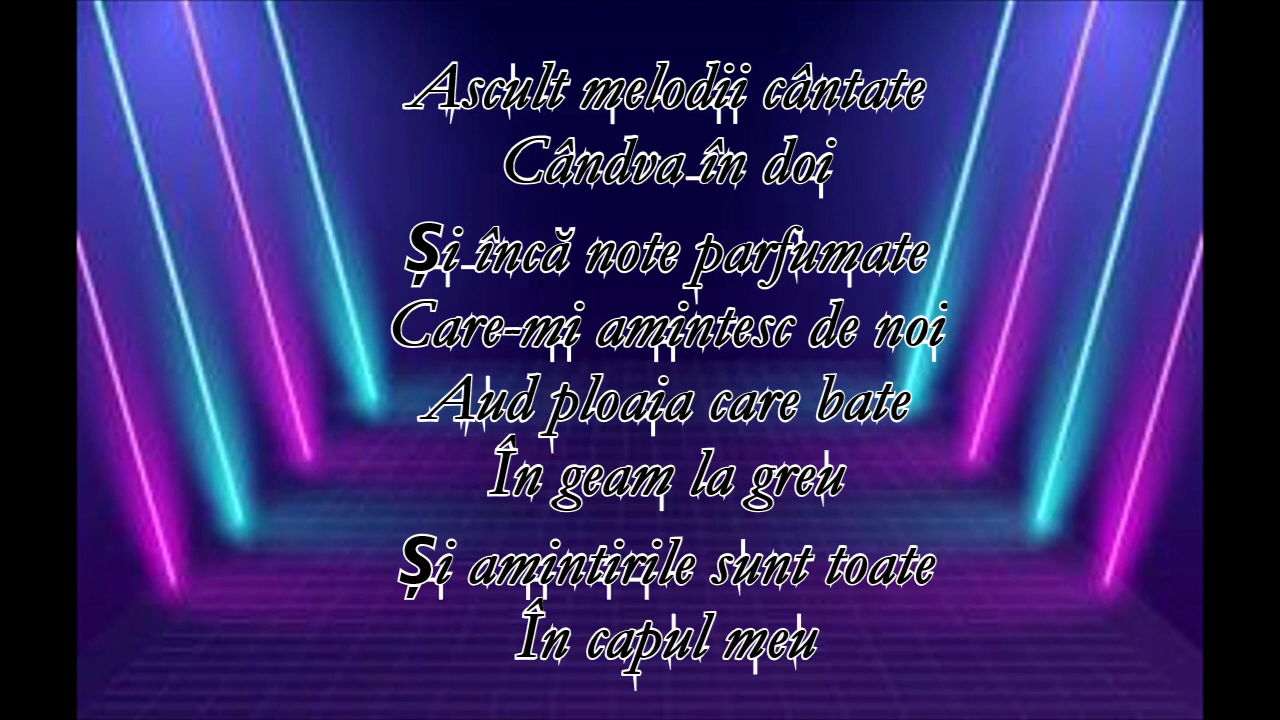 Ascult melodii cântate
Cândva în doi
Și încă note parfumate
Care-mi amintesc de noi
Aud ploaia care bate
În geam la greu
Și amintirile sunt toate
În capul meu